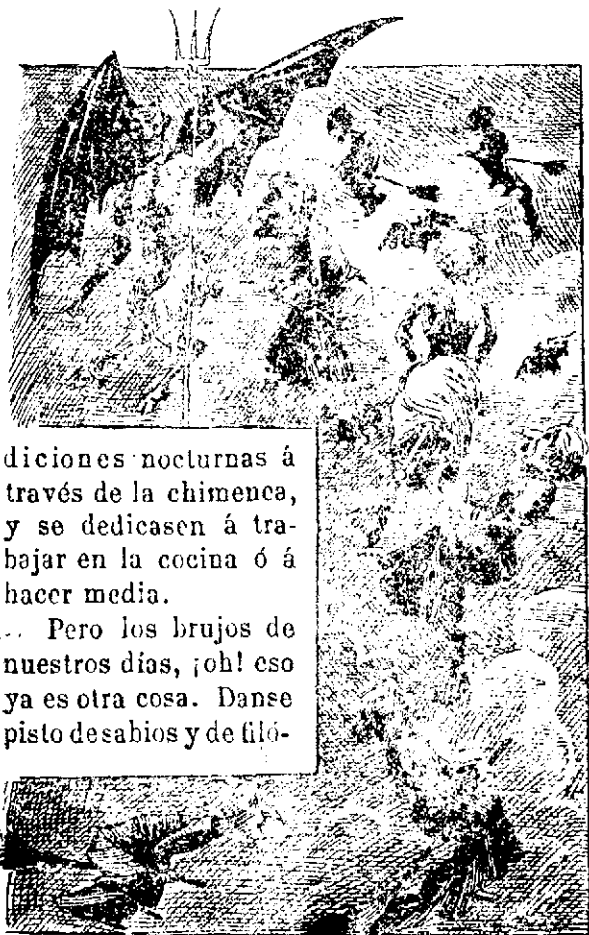 diciones nocturnas á
través de la chimenea,
y se dedicasen á tra-
bajar en la cocina ó á
hacer media.
... Pero los brujos de
nuestros días, ¡oh! eso
ya es otra cosa. Danse
pisto de sabios y de filó-